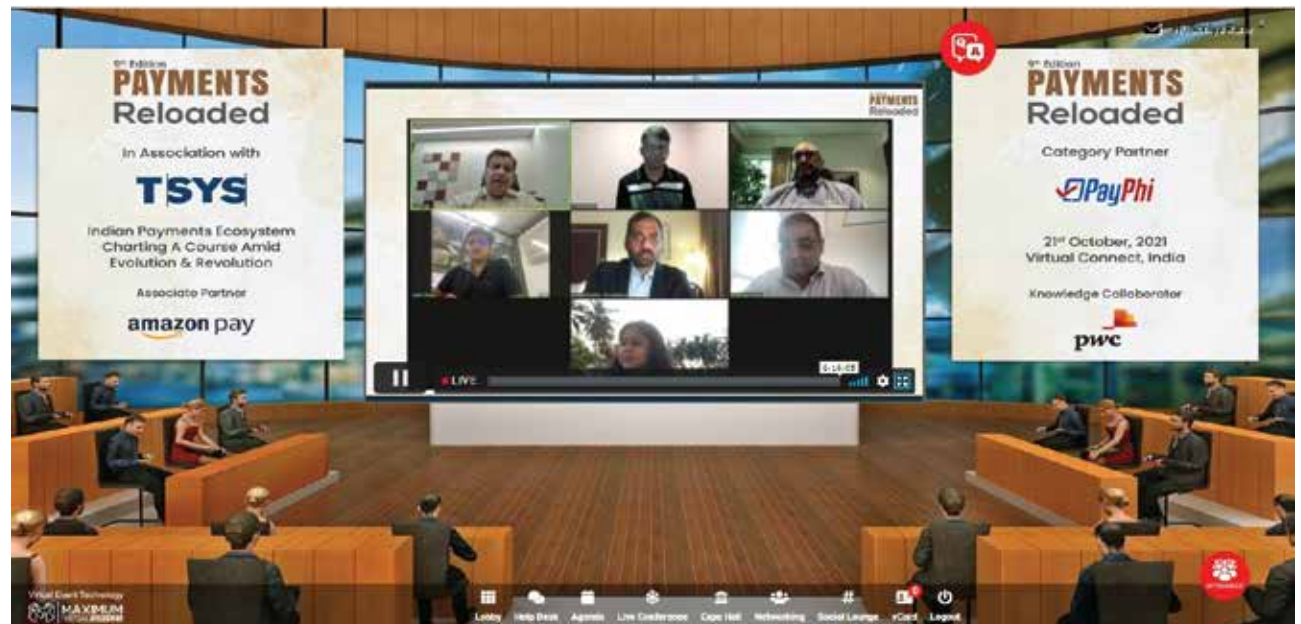 9th Edition
PAYMENTS
Reloaded
In Association with
TSYS
Indian Payments Ecosystem
Charting A Course Amid
Evolution & Revolution
Associate Partner
amazon pay
PAYMENTS
Reloaded
LIVE
Q
A
9th Edition
PAYMENTS
Reloaded
Category Partner
PayPhi
21st October, 2021
Virtual Connect, India
Knowledge Collaborator
pwc
Virtual Event Technology
MAXIMUM
Lobby Help Desk Agenda Live Conference Expo Hall Networking Social Lounge vCard Logout